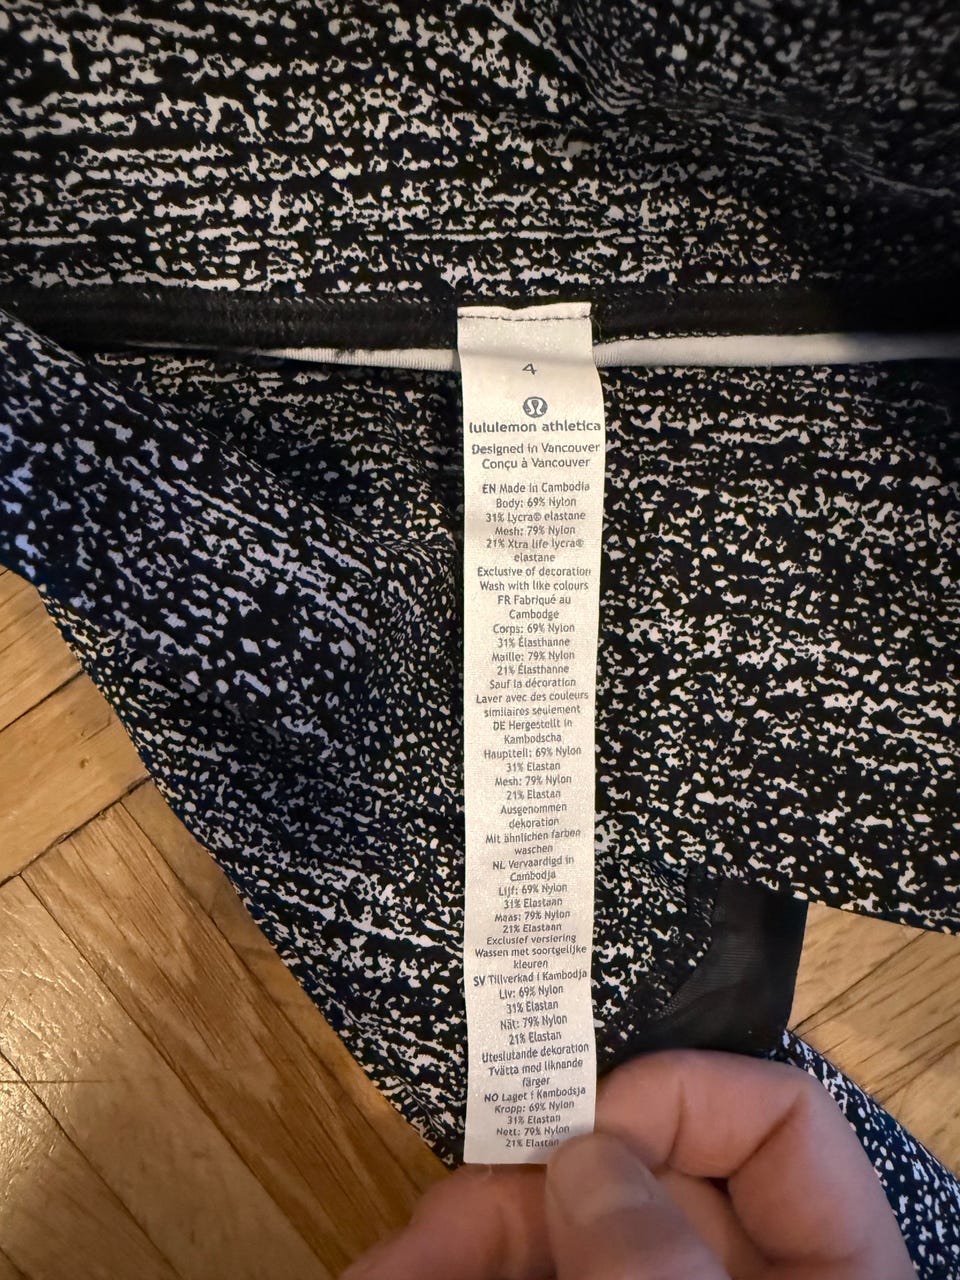 4
lululemon athletica
Designed in Vancouver
Conçu à Vancouver
EN Made in Cambodia
Body: 69% Nylon
31% Lycra® elastane
Mesh: 79% Nylon
21% Xtra life lycra®
elastane
Exclusive of decoration
Wash with like colours
FR Fabriqué au
Cambodge
Corps: 69% Nylon
31% Élasthanne
Maille: 79% Nylon
21% Élasthanne
Sauf la décoration
Laver avec des couleurs
similaires seulement
DE Hergestellt in
Kambodscha
Hauptteil: 69% Nylon
31% Elastan
Mesh: 79% Nylon
21% Elastan
Ausgenommen
dekoration
Mit ähnlichen farben
waschen
NL Vervaardigd in
Cambodja
Lijf: 69% Nylon
31% Elastaan
Maas: 79% Nylon
21% Elastaan
Exclusief versiering
Wassen met soortgelijke
kleuren
SV Tillverkad i Kambodja
Liv: 69% Nylon
31% Elastan
Nät: 79% Nylon
21% Elastan
Uteslutande dekoration
Tvätta med liknande
färger
NO Laget i Kambodsja
Kropp: 69% Nylon
31% Elastan
Nett: 79% Nylon
21% Elastan